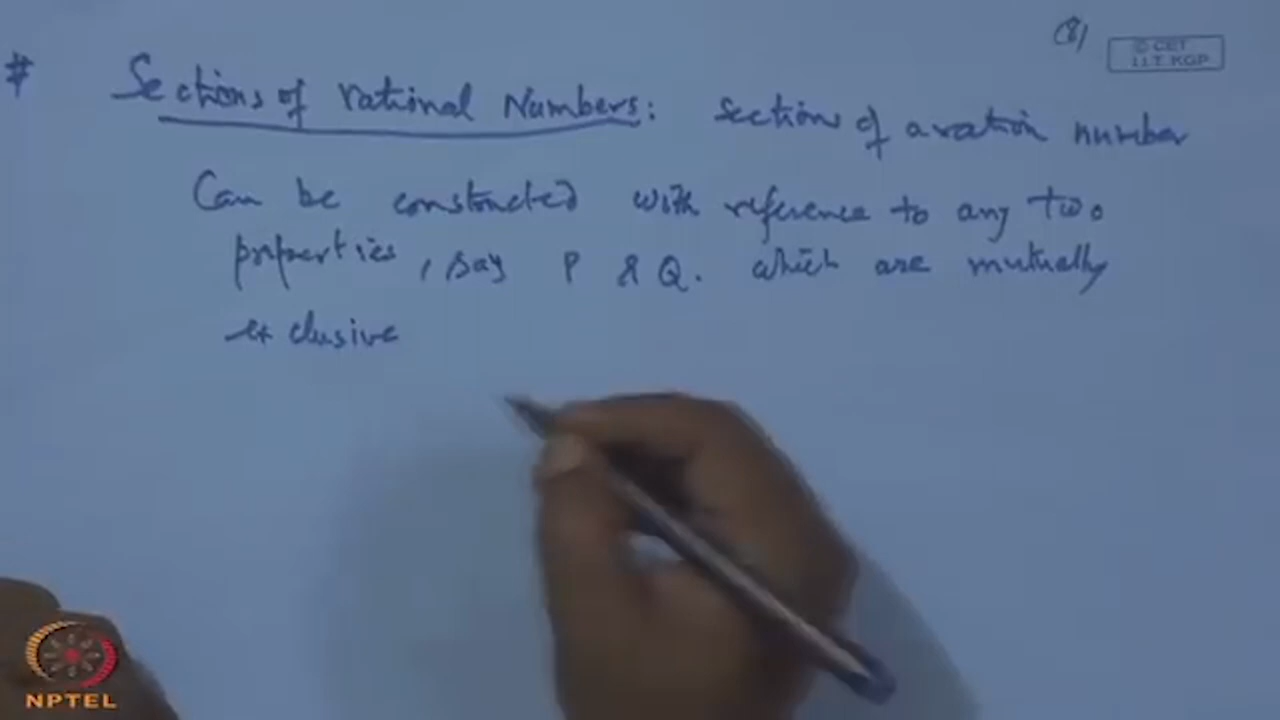 (8)
© CET
I.I.T. KGP
# Sections of rational Numbers: Sections of a ration number
Can be constructed with reference to any two
properties, say P & Q. which are mutually
exclusive
NPTEL